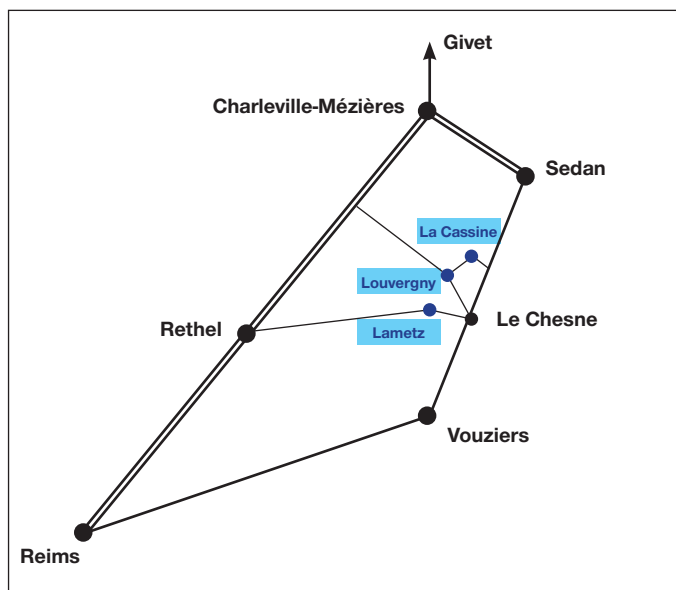 Givet
Charleville-Mézières
Sedan
La Cassine
Louvergny
Le Chesne
Rethel
Lametz
Vouziers
Reims